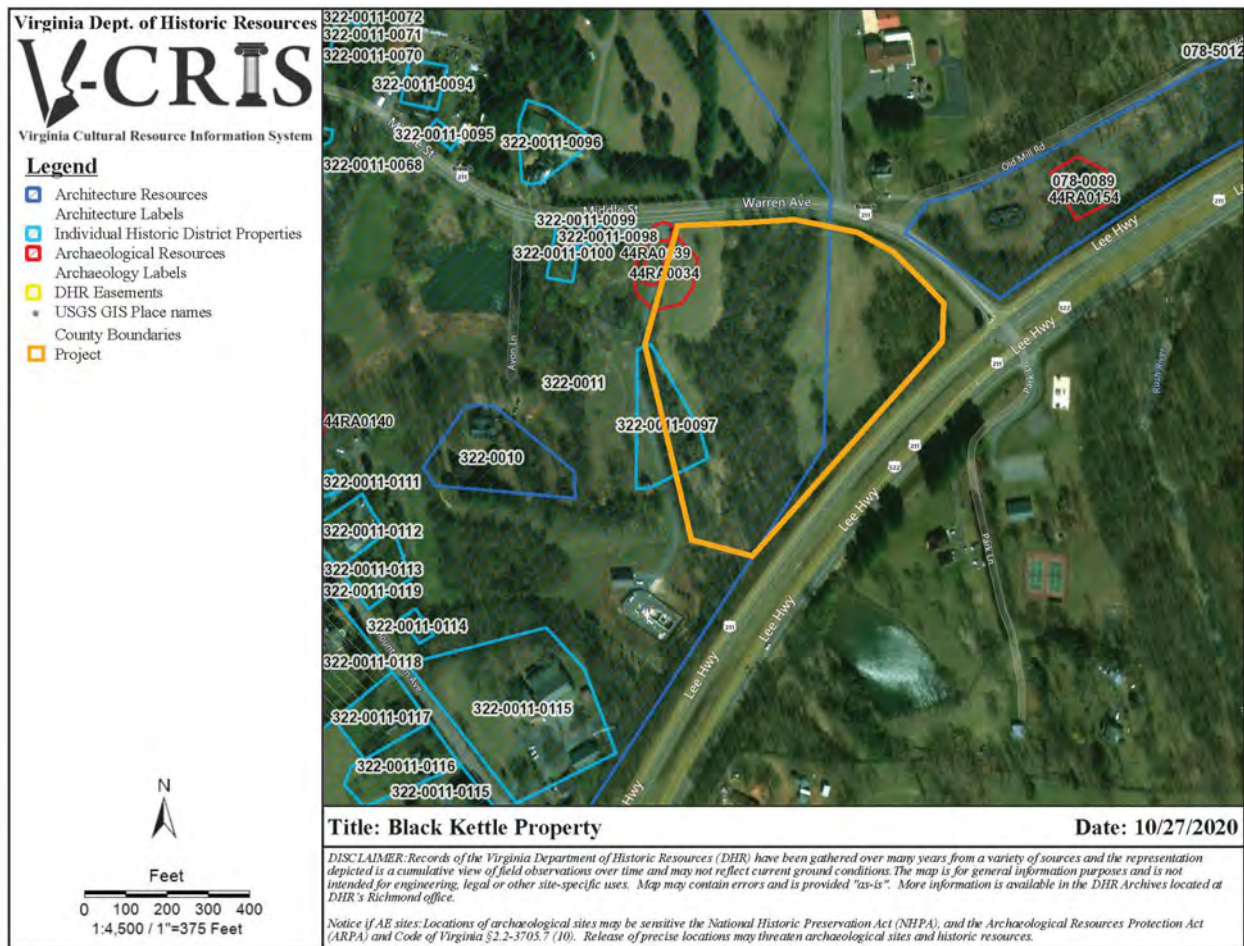 Virginia Dept. of Historic Resources
V-CRIS
Virginia Cultural Resource Information System
Legend
Architecture Resources
Architecture Labels
Individual Historic District Properties
Archaeological Resources
Archaeology Labels
DHR Easements
USGS GIS Place names
County Boundaries
Project
N
Feet
0 100 200 300 400
1:4,500 / 1"=375 Feet
322-0011-0072
322-0011-0071
322-0011-0070
322-0011-0094
322-0011-0095
322-0011-0096
322-0011-0068
211
078-5012
Old Mill Rd
078-0089
44RA0154
211
Middle St
Warren Ave
211
322-0011-0099
322-0011-0098
322-0011-0100
44RA0139
44RA0034
Lee Hwy
522
Lee Hwy
211
Avon Ln
322-0011
Rush River
322-0011-0097
44RA0140
322-0010
211
522
Lee Hwy
322-0011-0111
322-0011-0112
322-0011-0113
322-0011-0119
322-0011-0114
322-0011-0118
Park Ln
211
Lee Hwy
Lee Hwy
322-0011-0115
322-0011-0117
322-0011-0116
322-0011-0115
Hwy
Title: Black Kettle Property
Date: 10/27/2020
DISCLAIMER:Records of the Virginia Department of Historic Resources (DHR) have been gathered over many years from a variety of sources and the representation
depicted is a cumulative view of field observations over time and may not reflect current ground conditions.The map is for general information purposes and is not
intended for engineering, legal or other site-specific uses. Map may contain errors and is provided "as-is". More information is available in the DHR Archives located at
DHR's Richmond office.
Notice if AE sites:Locations of archaeological sites may be sensitive the National Historic Preservation Act (NHPA), and the Archaeological Resources Protection Act
(ARPA) and Code of Virginia §2.2-3705.7 (10). Release of precise locations may threaten archaeological sites and historic resources.